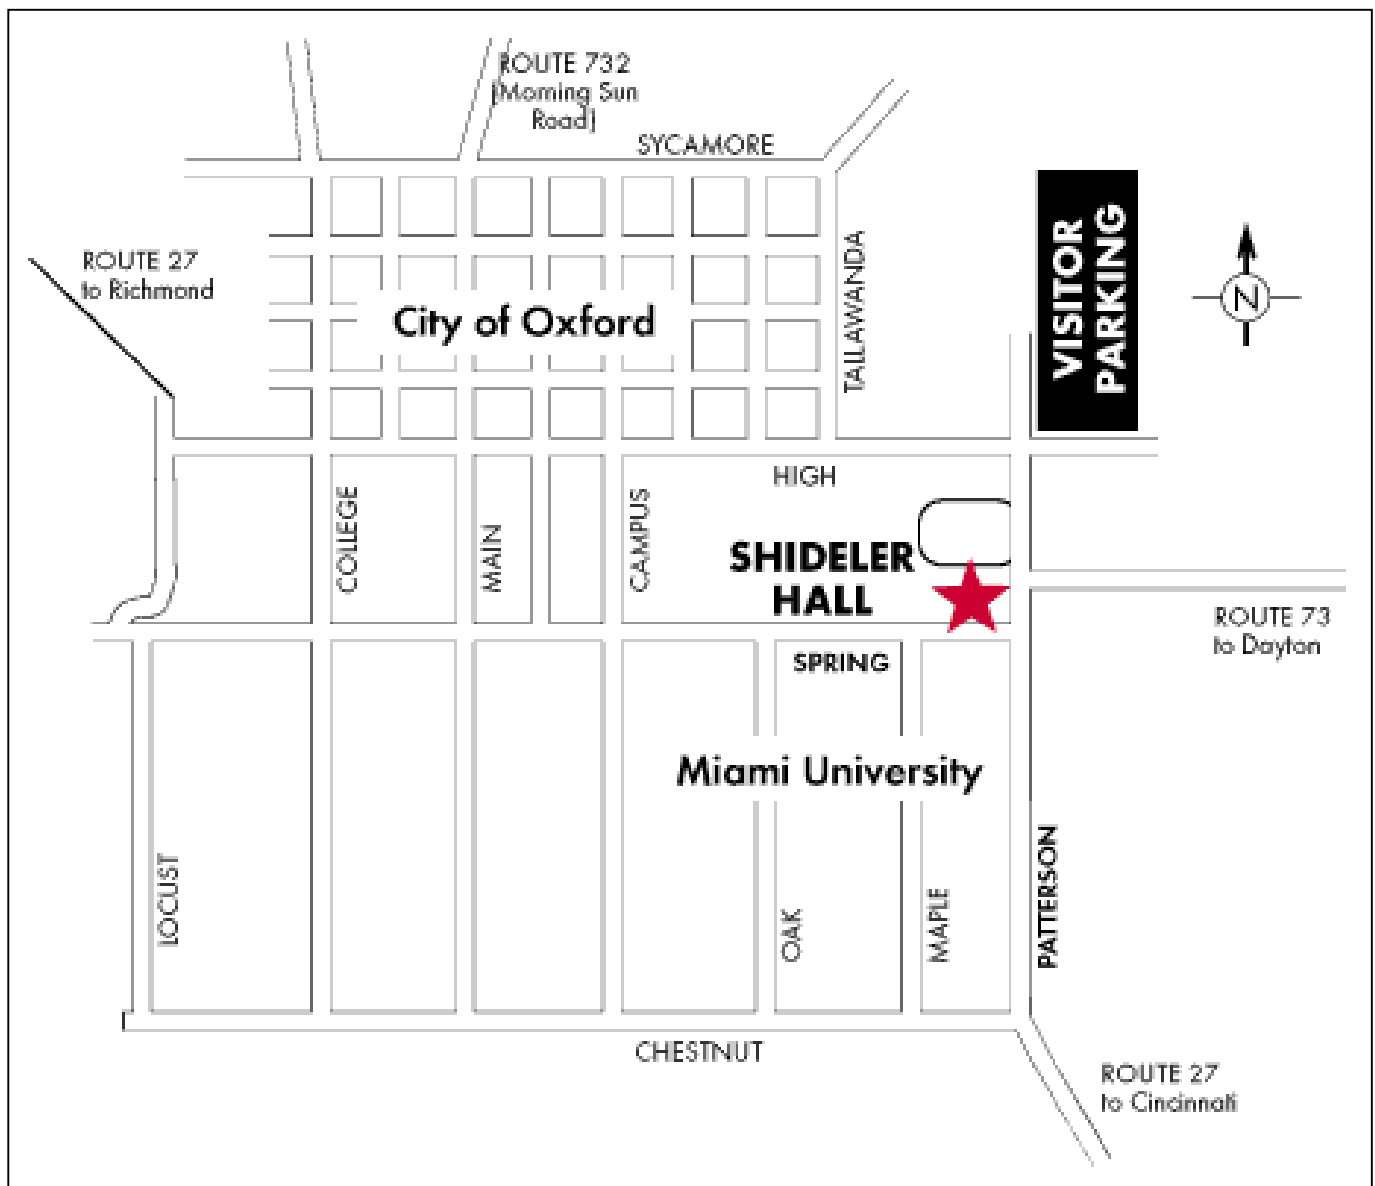 ROUTE 732
(Morning Sun
Road)
SYCAMORE
VISITOR
PARKING
ROUTE 27
to Richmond
TALLAWANDA
N
City of Oxford
HIGH
COLLEGE
MAIN
CAMPUS
SHIDELER
HALL
ROUTE 73
to Dayton
SPRING
Miami University
LOCUST
OAK
MAPLE
PATTERSON
CHESTNUT
ROUTE 27
to Cincinnati